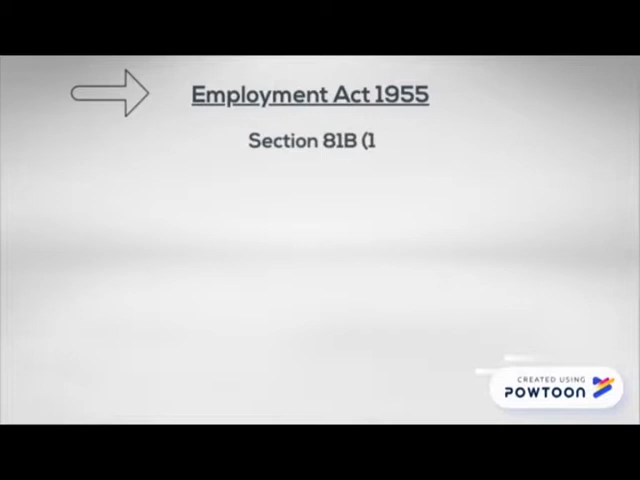 Employment Act 1955
Section 81B (1
CREATED USING
POWTOON